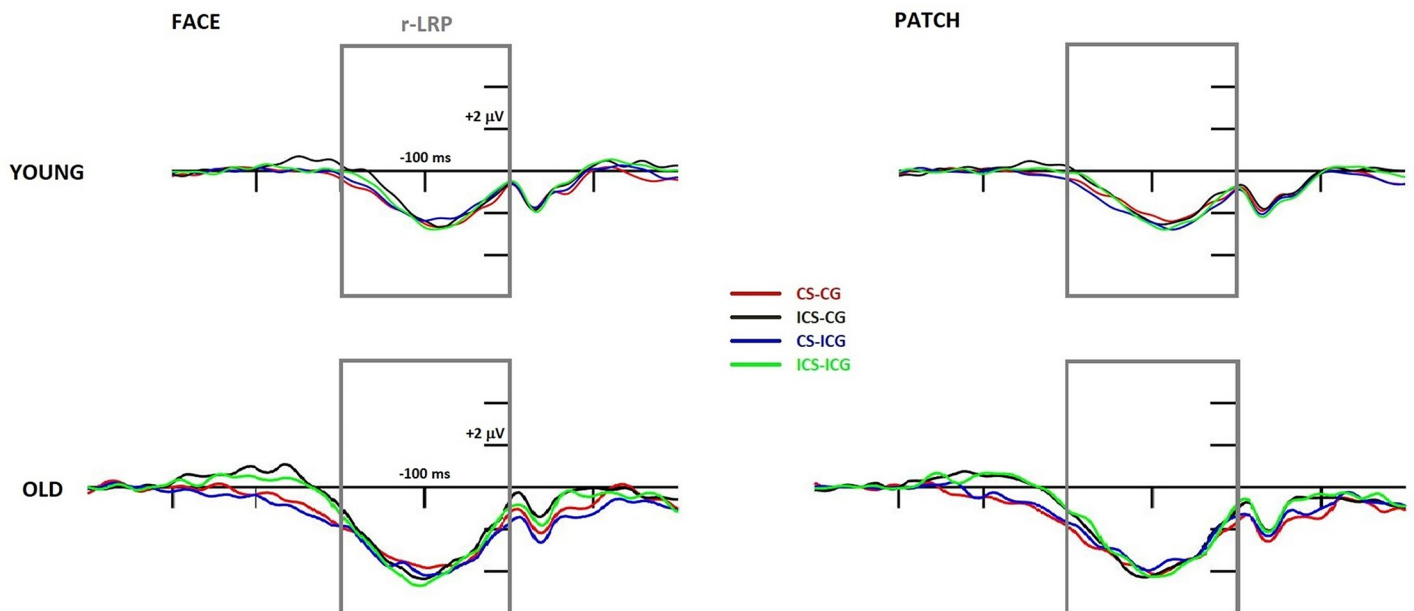 FACE
r-LRP
PATCH
+2 µV
-100 ms
YOUNG
CS-CG
ICS-CG
CS-ICG
ICS-ICG
+2 µV
-100 ms
OLD